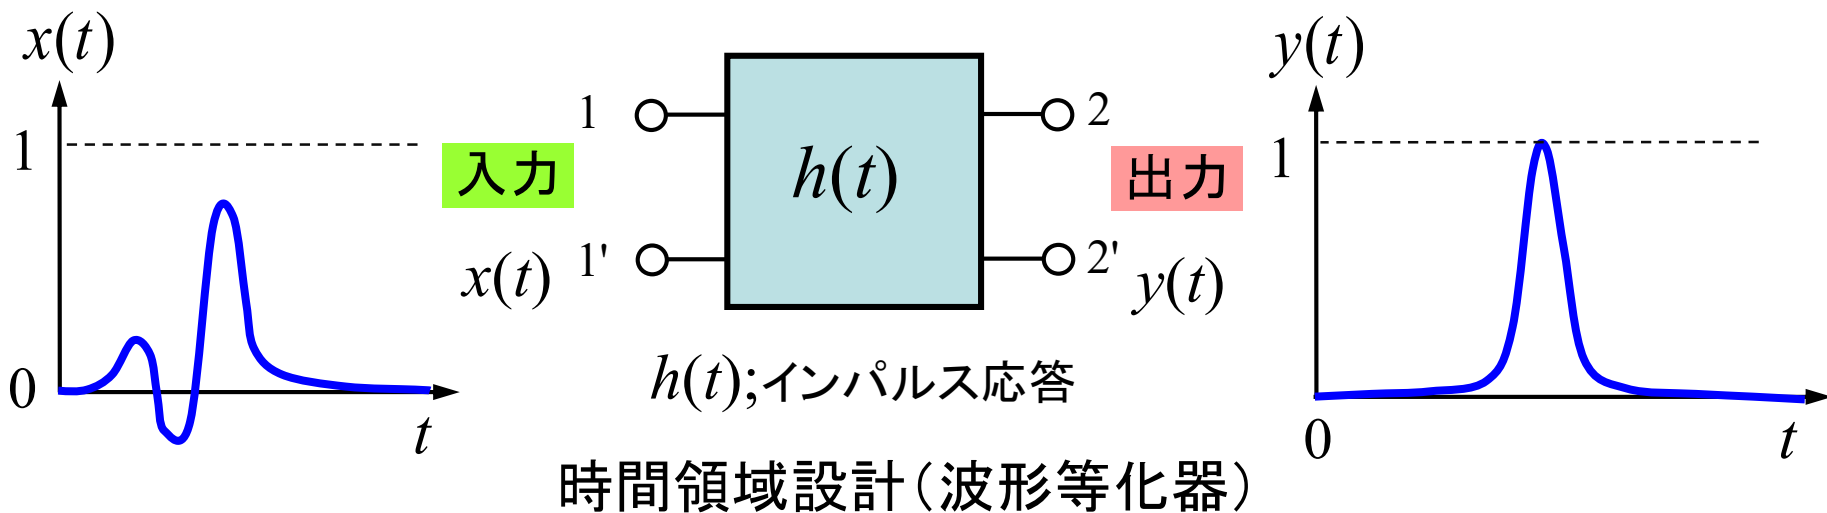 x(t)
1
0
t
入力
x(t)
1
1'
h(t)
2
2'
出力
y(t)
h(t);インパルス応答
y(t)
1
0
t
時間領域設計(波形等化器)